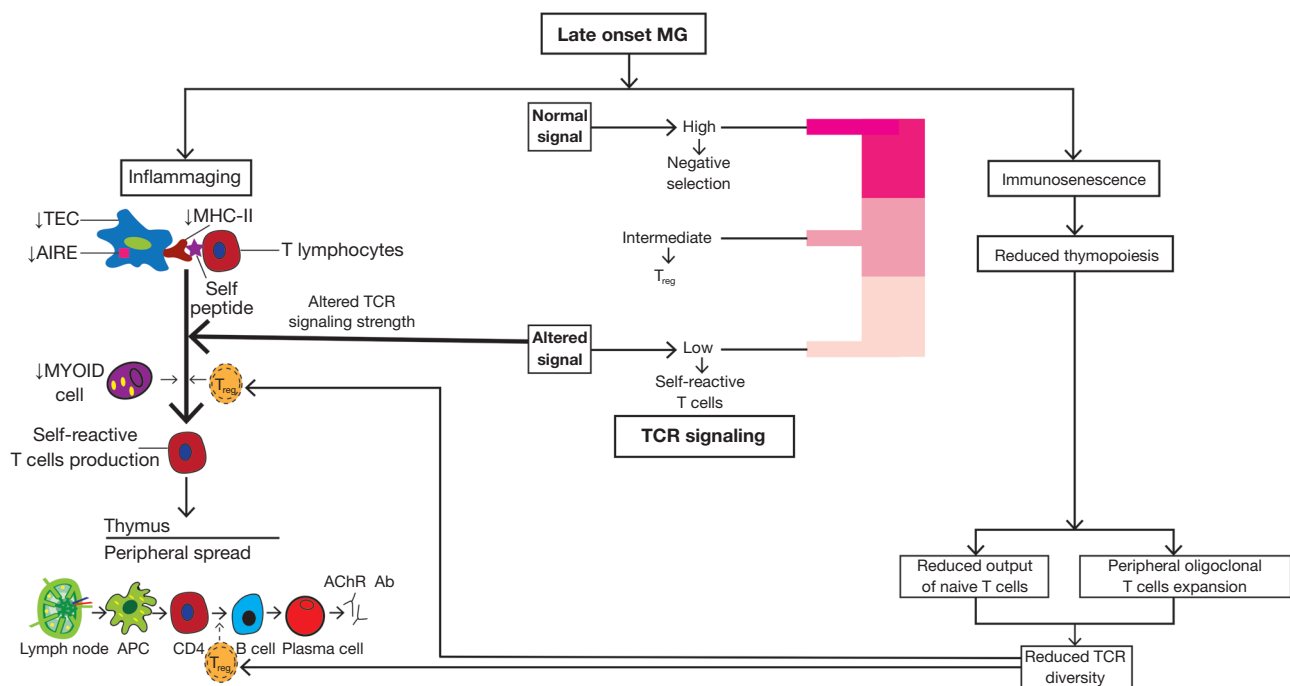 Late onset MG
Inflammaging
↓TEC
↓MHC-II
↓AIRE
T lymphocytes
Self
peptide
Altered TCR
signaling strength
↓MYOID
cell
Treg
Self-reactive
T cells production
Thymus
Peripheral spread
AChR Ab
Lymph node
APC
CD4
B cell
Plasma cell
Treg
Normal
signal
High
Negative
selection
Intermediate
Treg
Altered
signal
Low
Self-reactive
T cells
TCR signaling
Immunosenescence
Reduced thymopoiesis
Reduced output
of naive T cells
Peripheral oligoclonal
T cells expansion
Reduced TCR
diversity